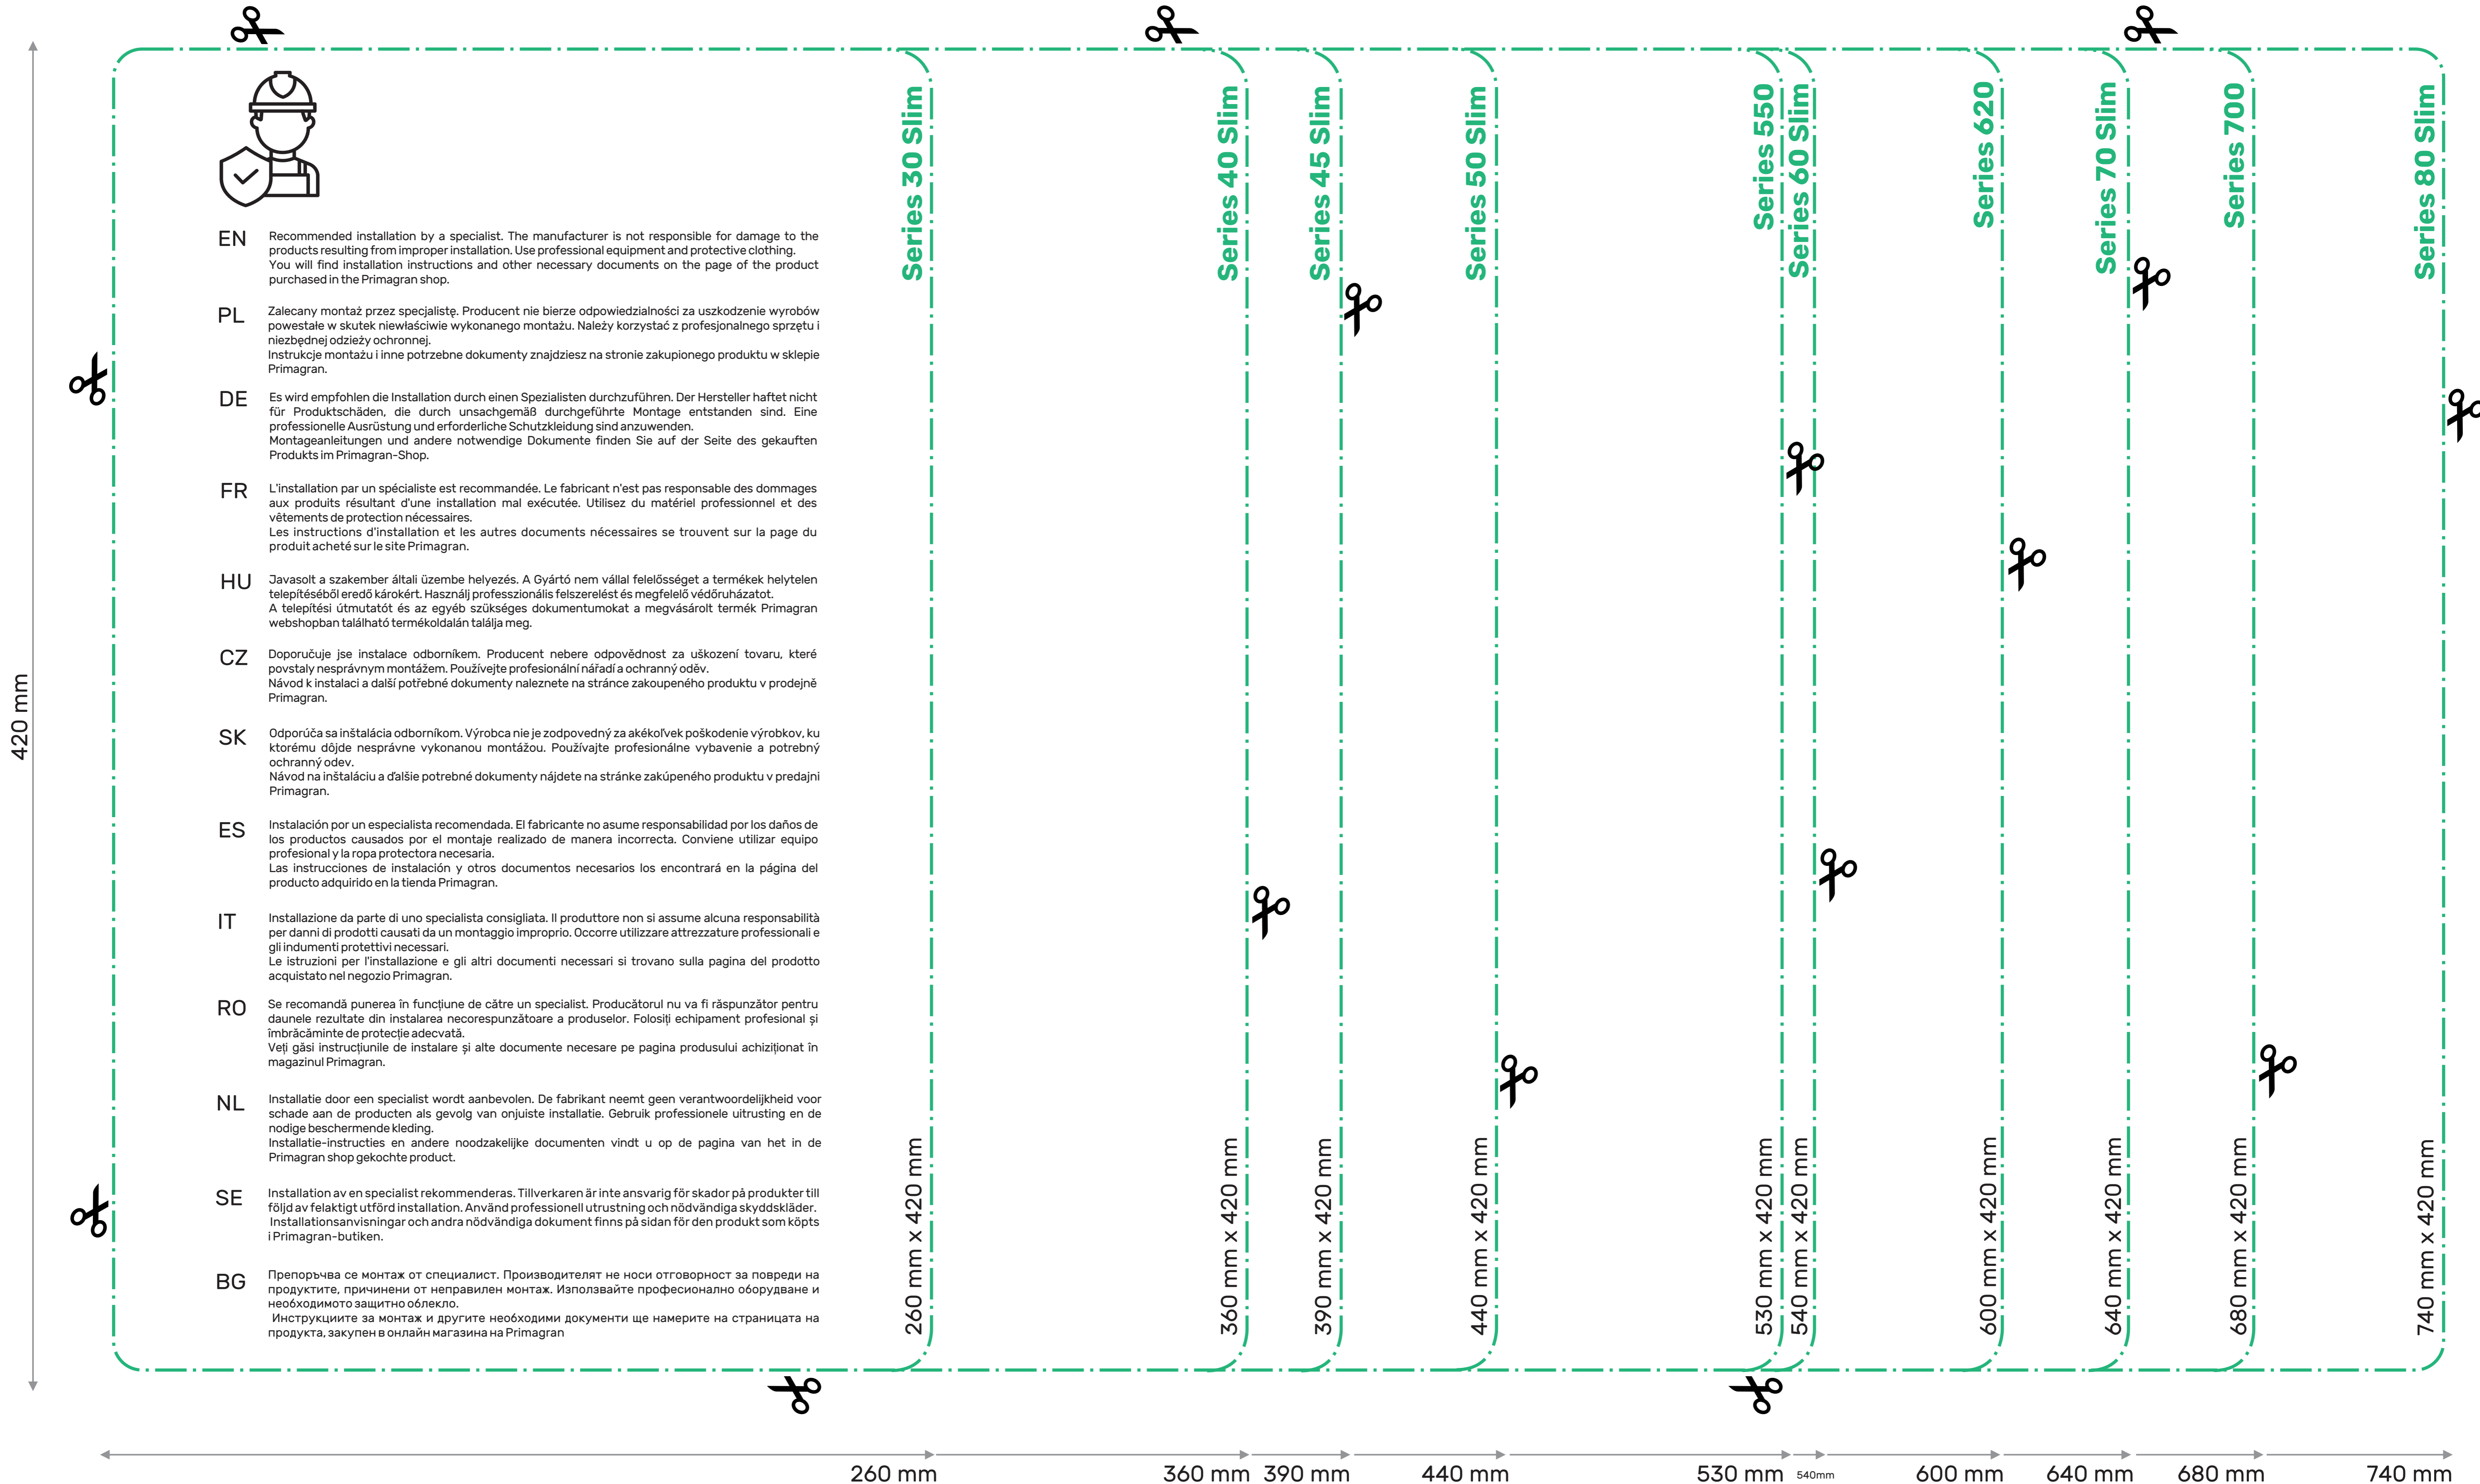 Series 30 Slim
Series 40 Slim
Series 45 Slim
Series 50 Slim
Series 550
Series 60 Slim
Series 620
Series 70 Slim
Series 700
Series 80 Slim
EN
Recommended installation by a specialist. The manufacturer is not responsible for damage to the
products resulting from improper installation. Use professional equipment and protective clothing.
You will find installation instructions and other necessary documents on the page of the product
purchased in the Primagran shop.
PL
Zalecany montaż przez specjalistę. Producent nie bierze odpowiedzialności za uszkodzenie wyrobów
powestałe w skutek niewłaściwie wykonanego montażu. Należy korzystać z profesjonalnego sprzętu i
niezbędnej odzieży ochronnej.
Instrukcje montażu i inne potrzebne dokumenty znajdziesz na stronie zakupionego produktu w sklepie
Primagran.
DE
Es wird empfohlen die Installation durch einen Spezialisten durchzuführen. Der Hersteller haftet nicht
für Produktschäden, die durch unsachgemäß durchgeführte Montage entstanden sind. Eine
professionelle Ausrüstung und erforderliche Schutzkleidung sind anzuwenden.
Montageanleitungen und andere notwendige Dokumente finden Sie auf der Seite des gekauften
Produkts im Primagran-Shop.
FR
L'installation par un spécialiste est recommandée. Le fabricant n'est pas responsable des dommages
aux produits résultant d'une installation mal exécutée. Utilisez du matériel professionnel et des
vêtements de protection nécessaires.
Les instructions d'installation et les autres documents nécessaires se trouvent sur la page du
produit acheté sur le site Primagran.
HU
Javasolt a szakember általi üzembe helyezés. A Gyártó nem vállal felelősséget a termékek helytelen
telepítéséből eredő károkért. Használj professzionális felszerelést és megfelelő védőruházatot.
A telepítési útmutatót és az egyéb szükséges dokumentumokat a megvásárolt termék Primagran
webshopban található termékoldalán találja meg.
CZ
Doporučuje jse instalace odborníkem. Producent nebere odpovědnost za uškození tovaru, které
povstaly nesprávnym montážem. Používejte profesionální nářadí a ochranný oděv.
Návod k instalaci a další potřebné dokumenty naleznete na stránce zakoupeného produktu v prodejně
Primagran.
SK
Odporúča sa inštalácia odborníkom. Výrobca nie je zodpovedný za akékoľvek poškodenie výrobkov, ku
ktorému dôjde nesprávne vykonanou montážou. Používajte profesionálne vybavenie a potrebný
ochranný odev.
Návod na inštaláciu a ďalšie potrebné dokumenty nájdete na stránke zakúpeného produktu v predajni
Primagran.
ES
Instalación por un especialista recomendada. El fabricante no asume responsabilidad por los daños de
los productos causados por el montaje realizado de manera incorrecta. Conviene utilizar equipo
profesional y la ropa protectora necesaria.
Las instrucciones de instalación y otros documentos necesarios los encontrará en la página del
producto adquirido en la tienda Primagran.
IT
Installazione da parte di uno specialista consigliata. Il produttore non si assume alcuna responsabilità
per danni di prodotti causati da un montaggio improprio. Occorre utilizzare attrezzature professionali e
gli indumenti protettivi necessari.
Le istruzioni per l'installazione e gli altri documenti necessari si trovano sulla pagina del prodotto
acquistato nel negozio Primagran.
RO
Se recomandă punerea în funcțiune de către un specialist. Producătorul nu va fi răspunzător pentru
daunele rezultate din instalarea necorespunzătoare a produselor. Folosiți echipament profesional și
îmbrăcăminte de protecție adecvată.
Veți găsi instrucțiunile de instalare și alte documente necesare pe pagina produsului achiziționat în
magazinul Primagran.
NL
Installatie door een specialist wordt aanbevolen. De fabrikant neemt geen verantwoordelijkheid voor
schade aan de producten als gevolg van onjuiste installatie. Gebruik professionele uitrusting en de
nodige beschermende kleding.
Installatie-instructies en andere noodzakelijke documenten vindt u op de pagina van het in de
Primagran shop gekochte product.
SE
Installation av en specialist rekommenderas. Tillverkaren är inte ansvarig för skador på produkter till
följd av felaktigt utförd installation. Använd professionell utrustning och nödvändiga skyddskläder.
Installationsanvisningar och andra nödvändiga dokument finns på sidan för den produkt som köpts
i Primagran-butiken.
BG
Препоръчва се монтаж от специалист. Производителят не носи отговорност за повреди на
продуктите, причинени от неправилен монтаж. Използвайте професионално оборудване и
необходимото защитно облекло.
Инструкциите за монтаж и другите необходими документи ще намерите на страницата на
продукта, закупен в онлайн магазина на Primagran
420 mm
260 mm x 420 mm
360 mm x 420 mm
390 mm x 420 mm
440 mm x 420 mm
530 mm x 420 mm
540 mm x 420 mm
600 mm x 420 mm
640 mm x 420 mm
680 mm x 420 mm
740 mm x 420 mm
260 mm
360 mm
390 mm
440 mm
530 mm
540mm
600 mm
640 mm
680 mm
740 mm